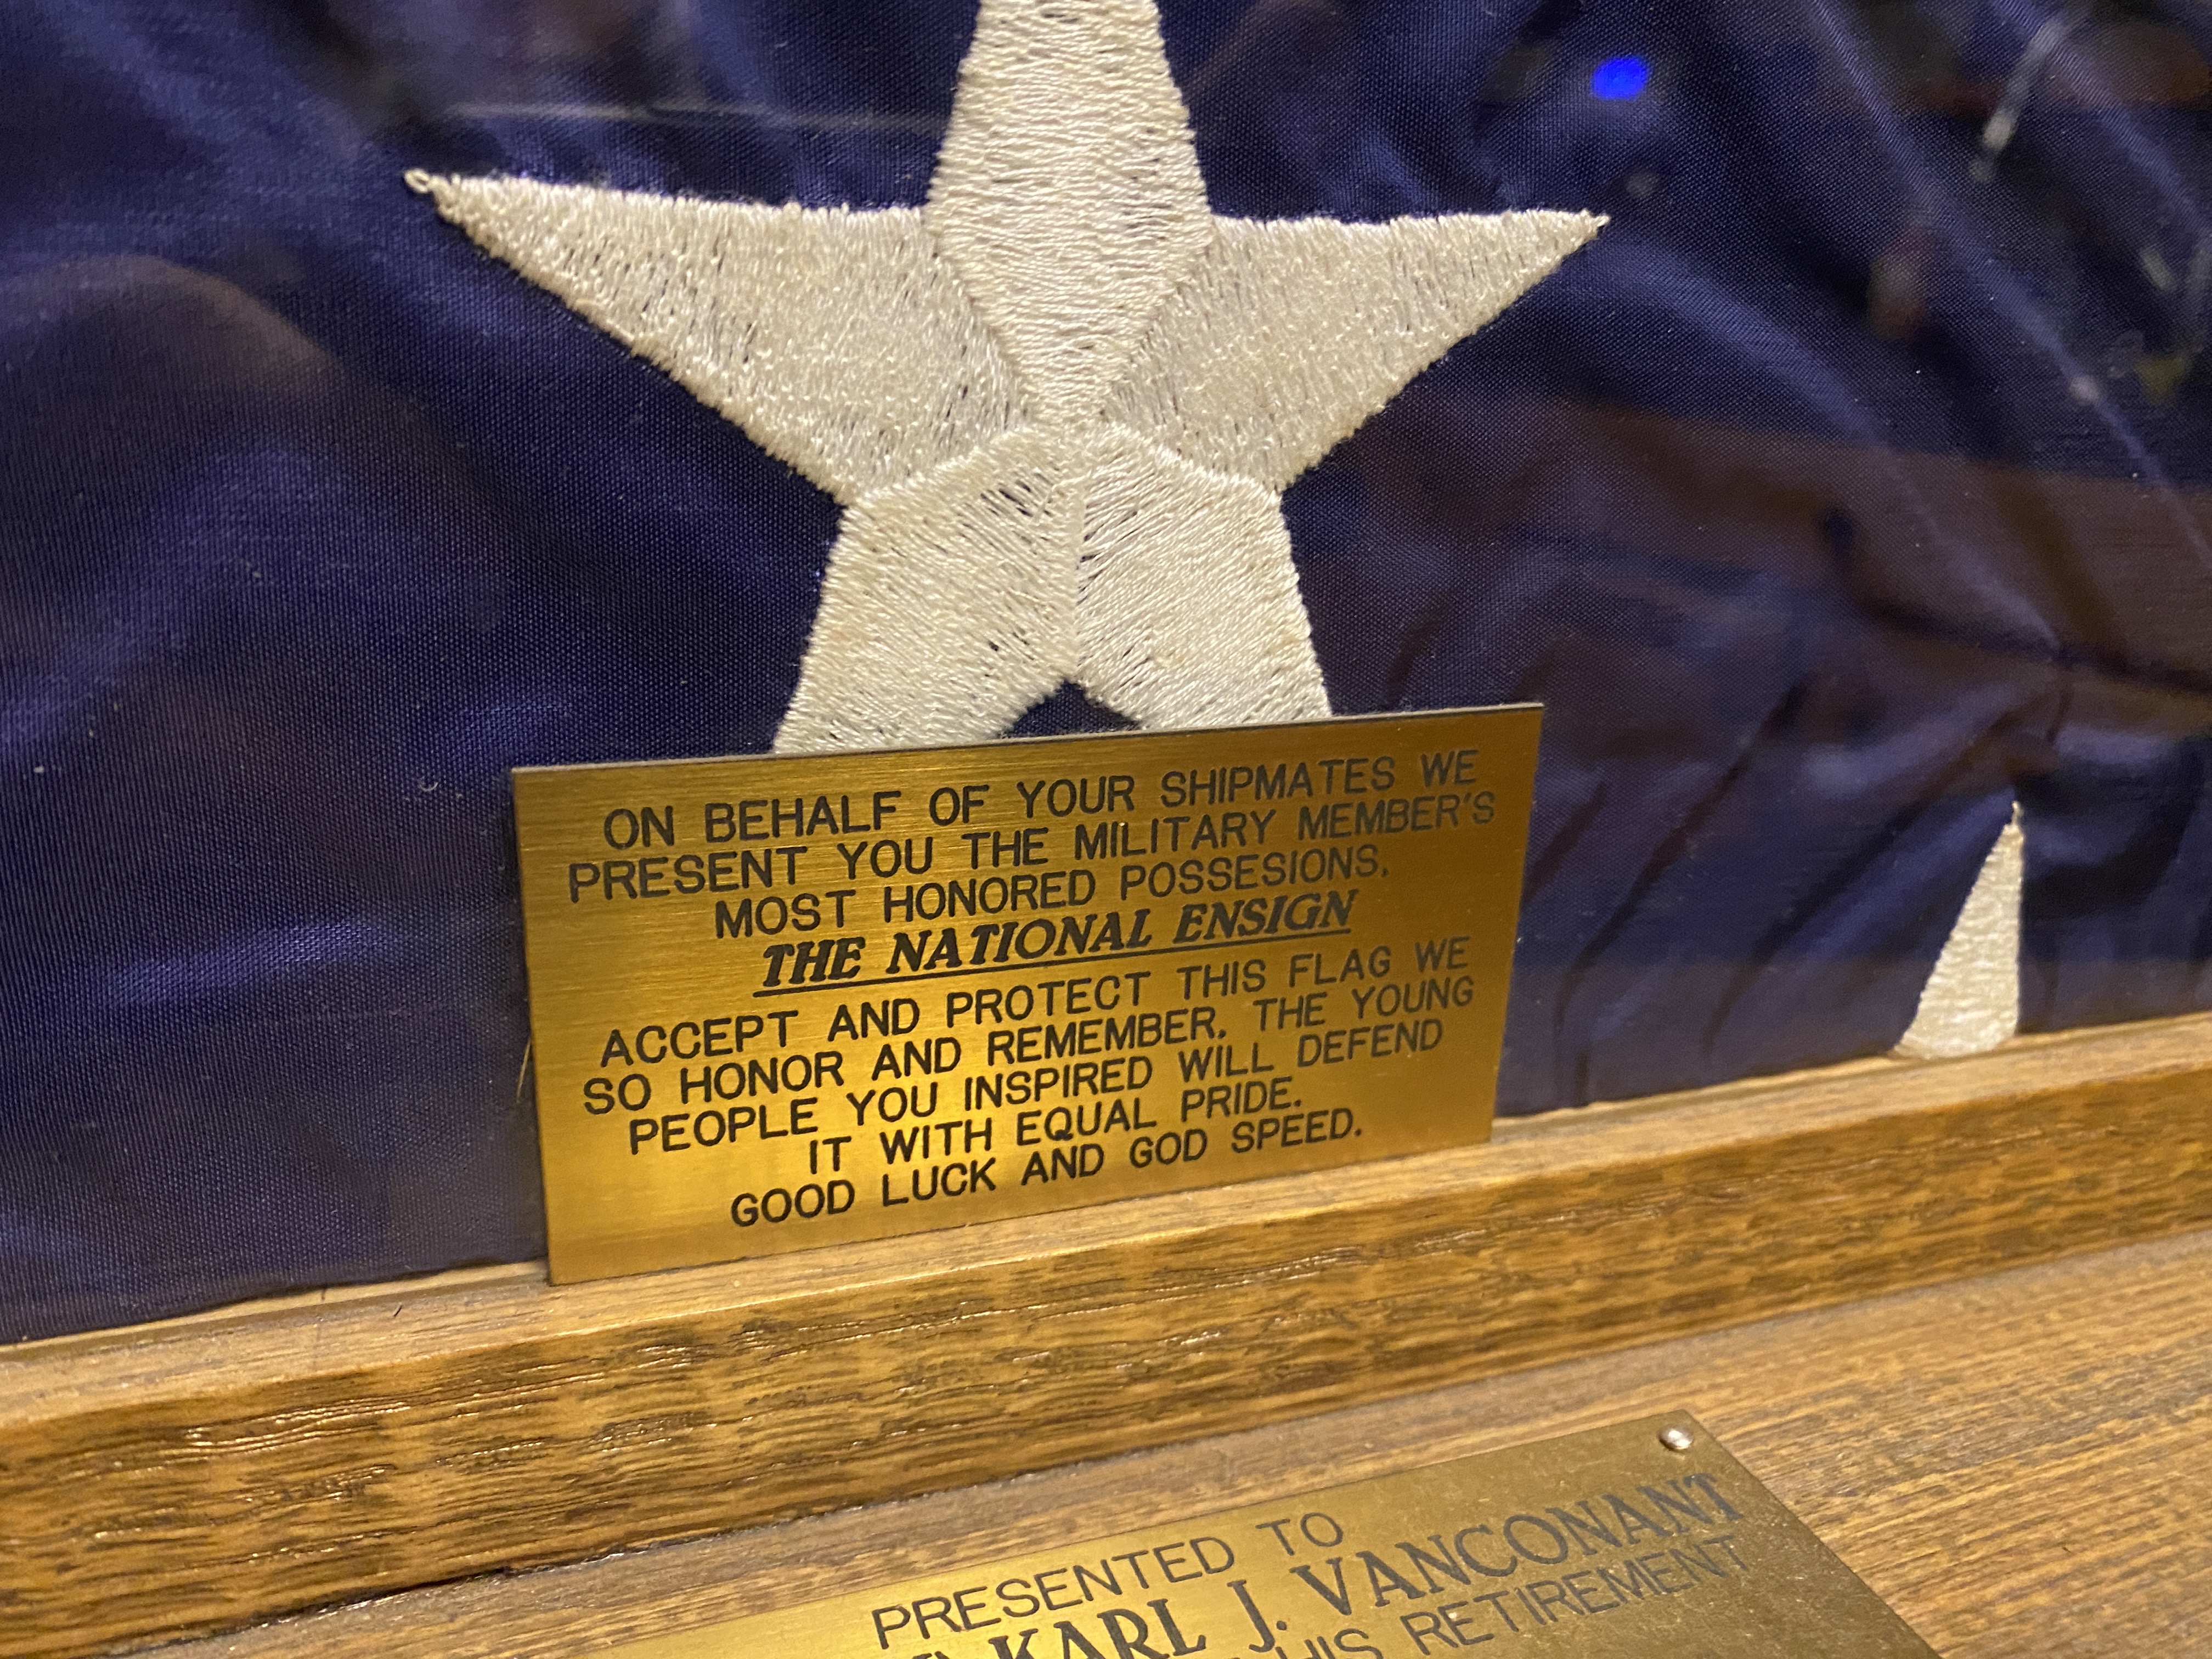 ON BEHALF OF YOUR SHIPMATES WE
PRESENT YOU THE MILITARY MEMBER'S
MOST HONORED POSSESIONS,
THE NATIONAL ENSIGN
ACCEPT AND PROTECT THIS FLAG WE
SO HONOR AND REMEMBER. THE YOUNG
PEOPLE YOU INSPIRED WILL DEFEND
IT WITH EQUAL PRIDE.
GOOD LUCK AND GOD SPEED.
PRESENTED TO
KARL J. VANCONANT
HIS RETIREMENT